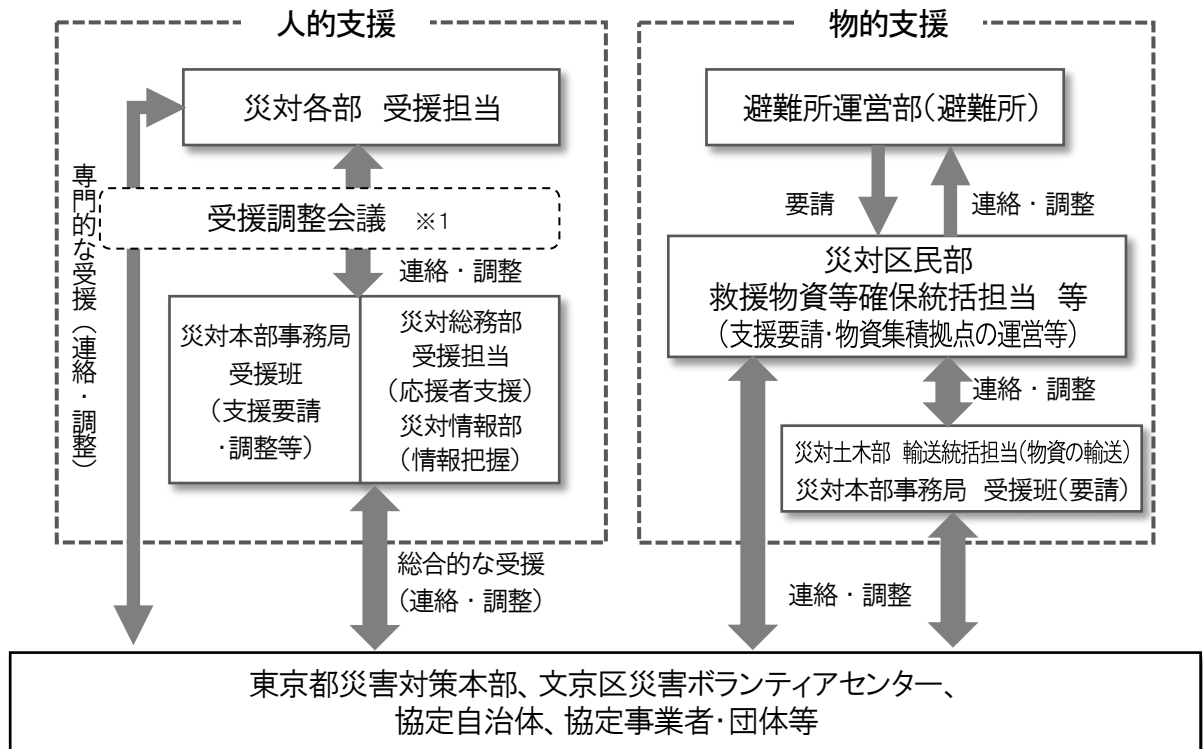 人的支援
災対各部 受援担当
受援調整会議 ※1
連絡・調整
専門的な受援(連絡・調整)
災対本部事務局
受援班
(支援要請
・調整等)
災対総務部
受援担当
(応援者支援)
災対情報部
(情報把握)
総合的な受援
(連絡・調整)
物的支援
避難所運営部(避難所)
要請
連絡・調整
災対区民部
救援物資等確保統括担当 等
(支援要請・物資集積拠点の運営等)
連絡・調整
災対土木部 輸送統括担当(物資の輸送)
災対本部事務局 受援班(要請)
連絡・調整
東京都災害対策本部、文京区災害ボランティアセンター、
協定自治体、協定事業者・団体等